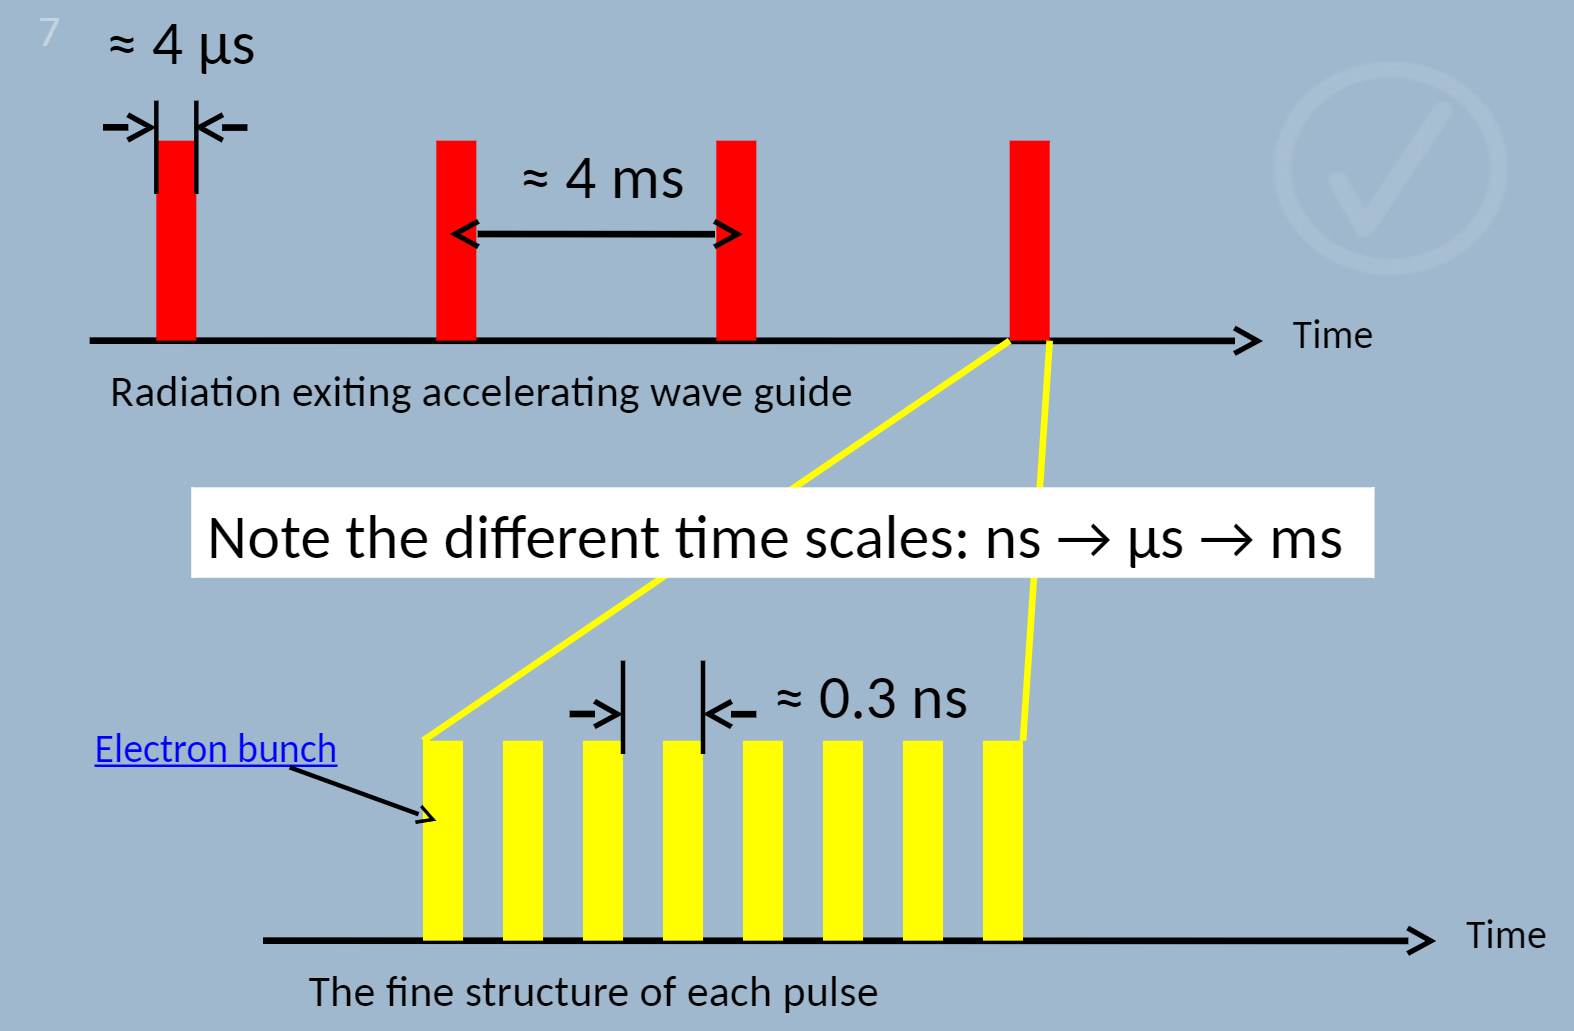 7
≈ 4 µs
≈ 4 ms
Time
Radiation exiting accelerating wave guide
Note the different time scales: ns → µs → ms
≈ 0.3 ns
Electron bunch
Time
The fine structure of each pulse